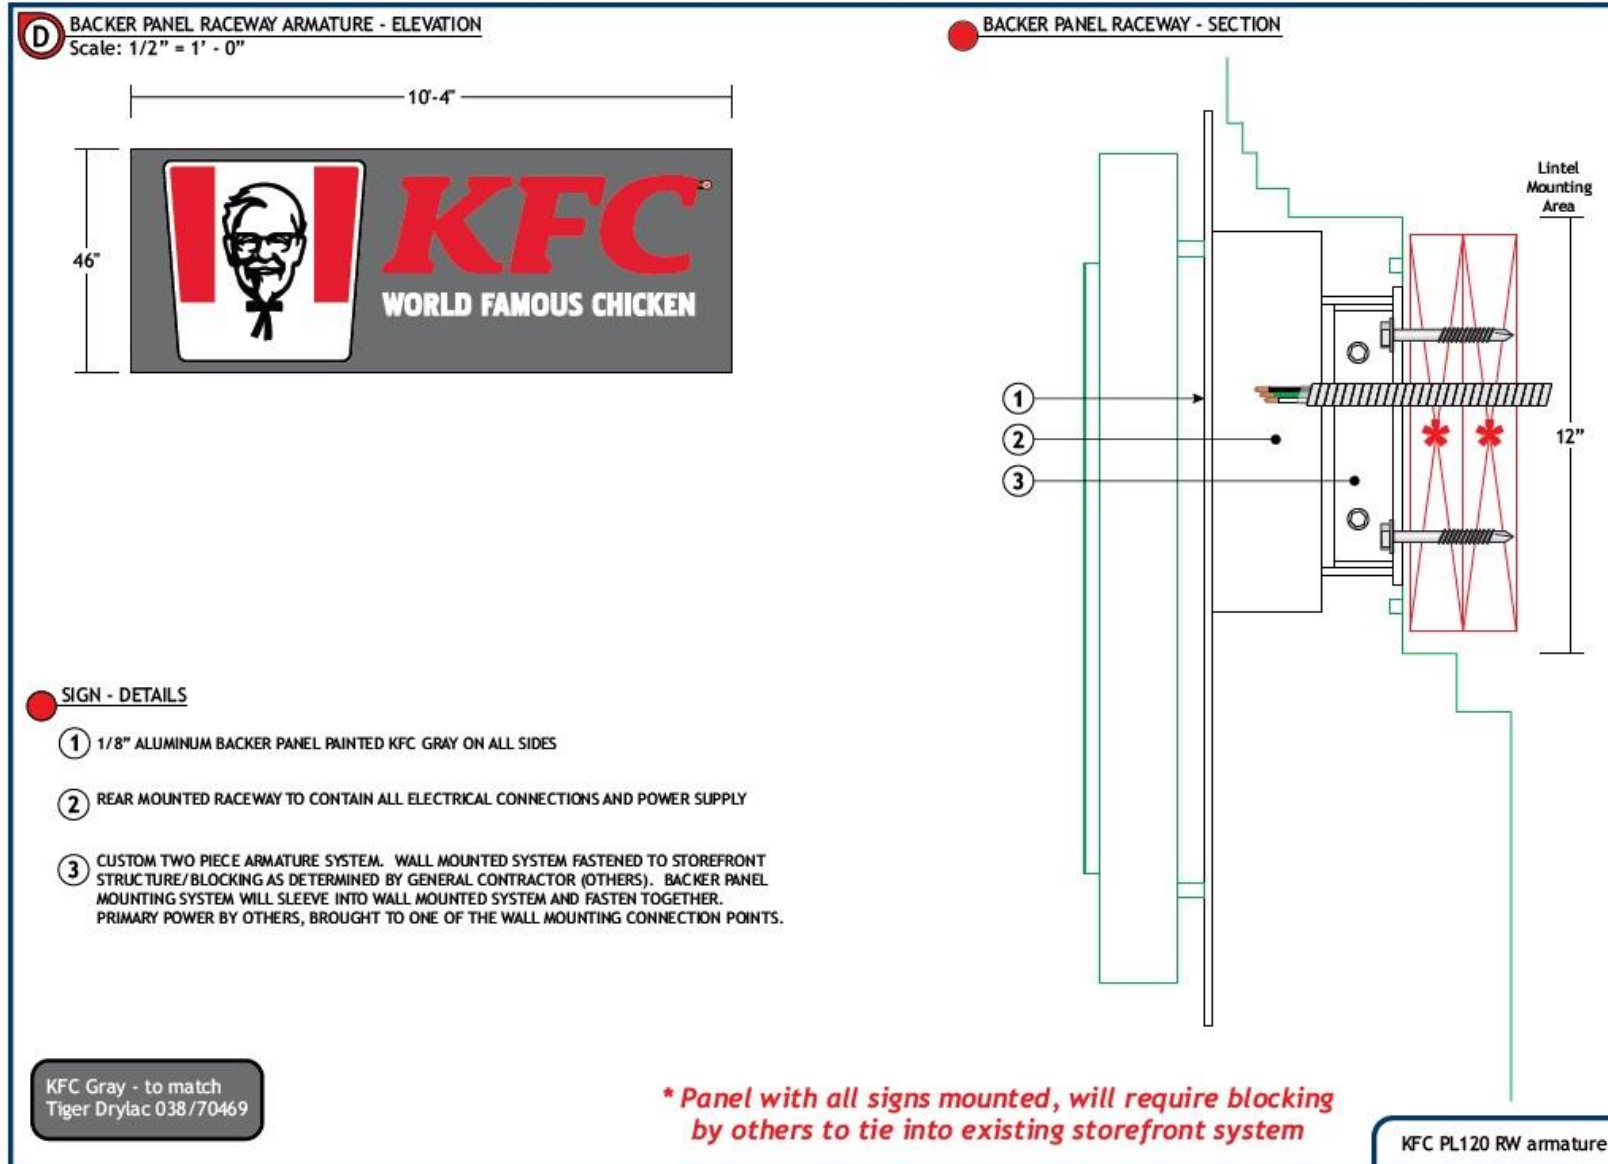 D
BACKER PANEL RACEWAY ARMATURE - ELEVATION
Scale: 1/2” = 1’ - 0”
10'-4"
46"
KFC
WORLD FAMOUS CHICKEN
BACKER PANEL RACEWAY - SECTION
Lintel
Mounting
Area
12”
1
2
3
* *
SIGN - DETAILS
1 1/8” ALUMINUM BACKER PANEL PAINTED KFC GRAY ON ALL SIDES
2 REAR MOUNTED RACEWAY TO CONTAIN ALL ELECTRICAL CONNECTIONS AND POWER SUPPLY
3 CUSTOM TWO PIECE ARMATURE SYSTEM. WALL MOUNTED SYSTEM FASTENED TO STOREFRONT
STRUCTURE/BLOCKING AS DETERMINED BY GENERAL CONTRACTOR (OTHERS). BACKER PANEL
MOUNTING SYSTEM WILL SLEEVE INTO WALL MOUNTED SYSTEM AND FASTEN TOGETHER.
PRIMARY POWER BY OTHERS, BROUGHT TO ONE OF THE WALL MOUNTING CONNECTION POINTS.
KFC Gray - to match
Tiger Drylac 038/70469
* Panel with all signs mounted, will require blocking
by others to tie into existing storefront system
KFC PL120 RW armature